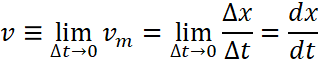 v ≡ lim_{Δt→0} v_m = lim_{Δt→0} Δx/Δt = dx/dt